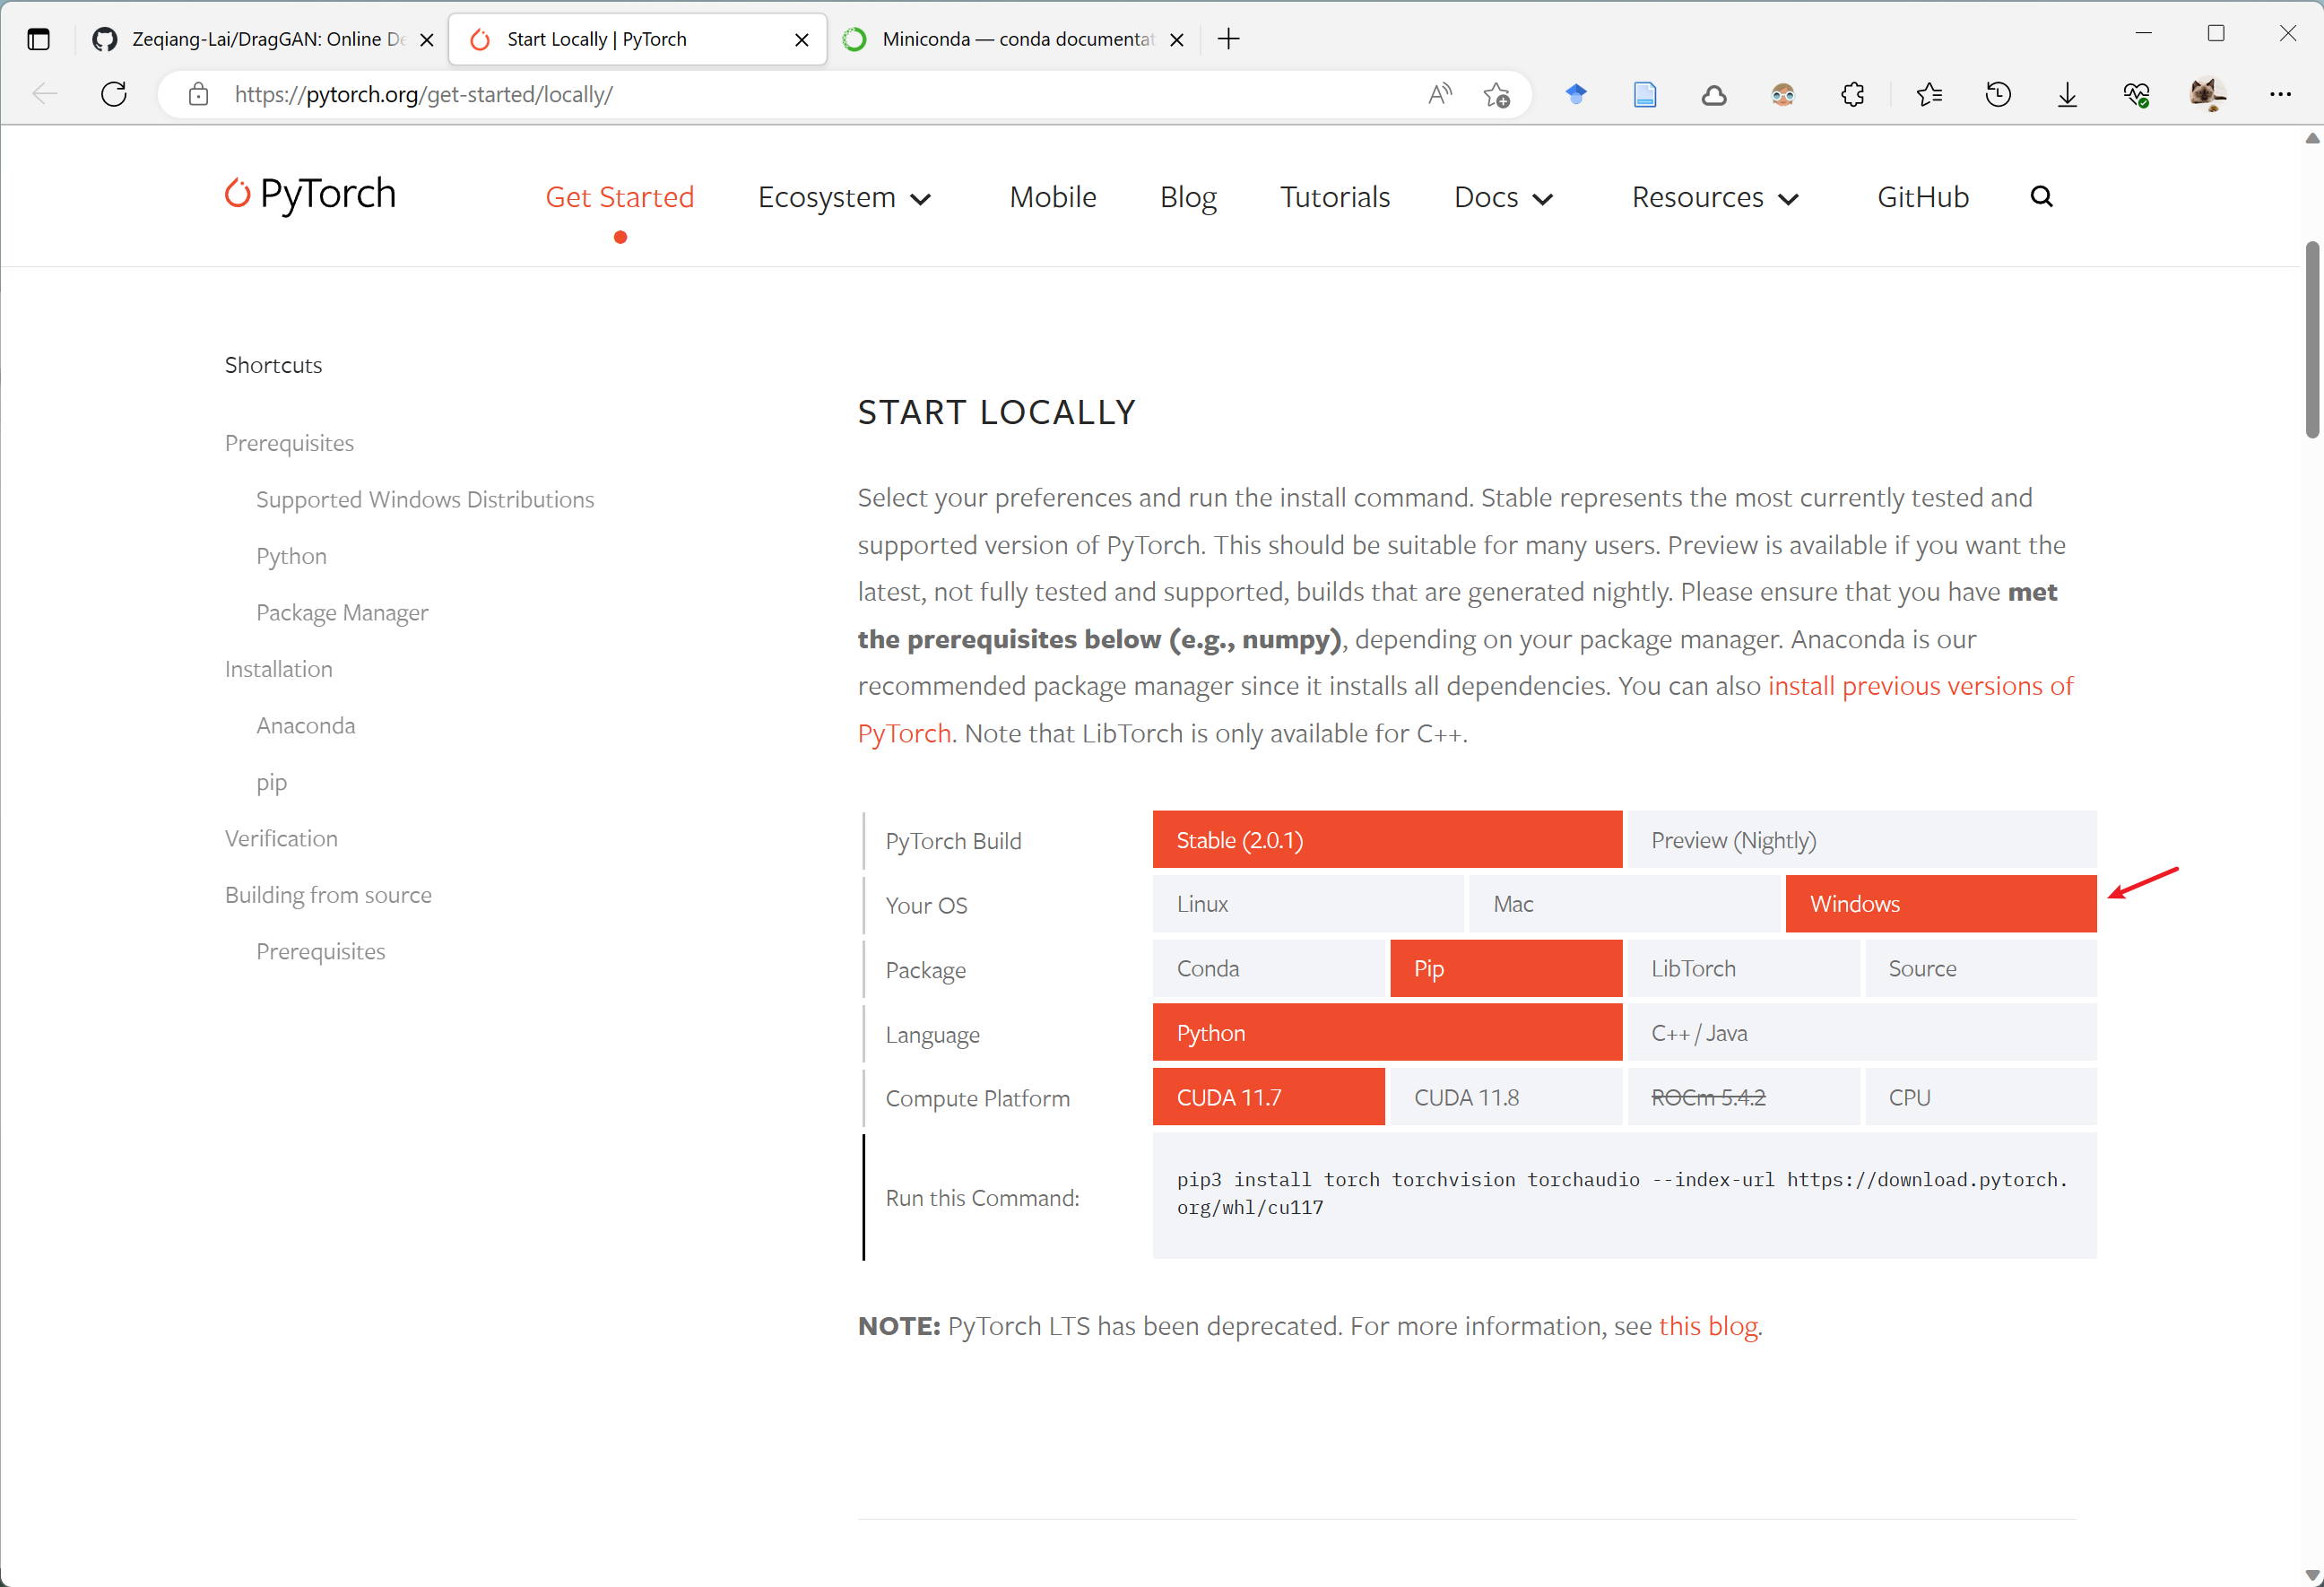 Zeqiang-Lai/DragGAN: Online De
Start Locally | PyTorch
Miniconda — conda documentat
https://pytorch.org/get-started/locally/
PyTorch
Get Started
Ecosystem
Mobile
Blog
Tutorials
Docs
Resources
GitHub
Shortcuts
Prerequisites
Supported Windows Distributions
Python
Package Manager
Installation
Anaconda
pip
Verification
Building from source
Prerequisites
START LOCALLY
Select your preferences and run the install command. Stable represents the most currently tested and
supported version of PyTorch. This should be suitable for many users. Preview is available if you want the
latest, not fully tested and supported, builds that are generated nightly. Please ensure that you have met
the prerequisites below (e.g., numpy), depending on your package manager. Anaconda is our
recommended package manager since it installs all dependencies. You can also install previous versions of
PyTorch. Note that LibTorch is only available for C++.
PyTorch Build
Stable (2.0.1)
Preview (Nightly)
Your OS
Linux
Mac
Windows
Package
Conda
Pip
LibTorch
Source
Language
Python
C++ / Java
Compute Platform
CUDA 11.7
CUDA 11.8
ROCm 5.4.2
CPU
Run this Command:
pip3 install torch torchvision torchaudio --index-url https://download.pytorch.
org/whl/cu117
NOTE: PyTorch LTS has been deprecated. For more information, see this blog.